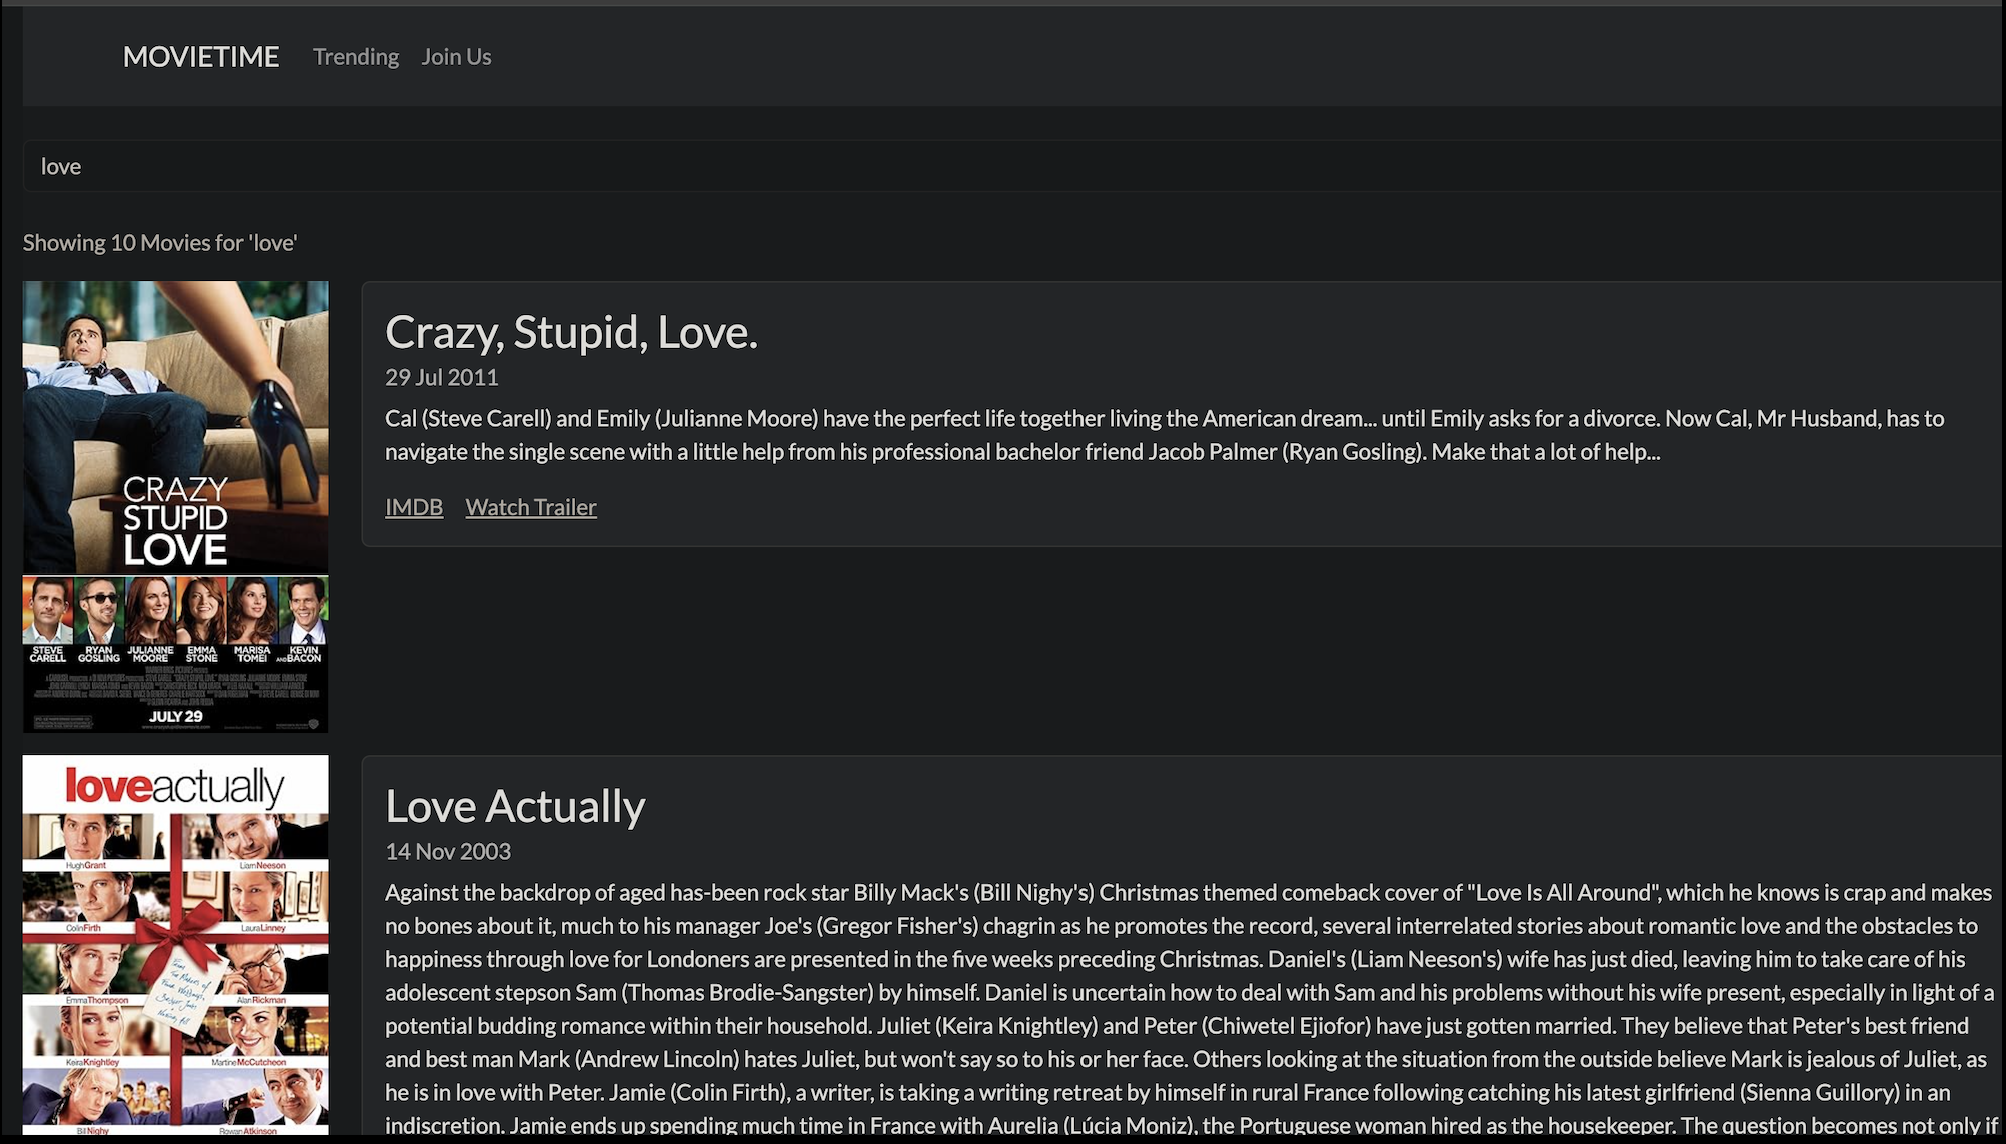 MOVIETIME Trending Join Us
love
Showing 10 Movies for 'love'
CRAZY
STUPID
LOVE
STEVE CARELL RYAN GOSLING JULIANNE MOORE EMMA STONE MARISA TOMEI AND KEVIN BACON
JULY 29
Crazy, Stupid, Love.
29 Jul 2011
Cal (Steve Carell) and Emily (Julianne Moore) have the perfect life together living the American dream... until Emily asks for a divorce. Now Cal, Mr Husband, has to
navigate the single scene with a little help from his professional bachelor friend Jacob Palmer (Ryan Gosling). Make that a lot of help...
IMDB Watch Trailer
loveactually
HughGrant LiamNeeson
ColinFirth LauraLinney
EmmaThompson AlanRickman
KeiraKnightley MartineMcCutcheon
BillNighy RowanAtkinson
Love Actually
14 Nov 2003
Against the backdrop of aged has-been rock star Billy Mack's (Bill Nighy's) Christmas themed comeback cover of "Love Is All Around", which he knows is crap and makes
no bones about it, much to his manager Joe's (Gregor Fisher's) chagrin as he promotes the record, several interrelated stories about romantic love and the obstacles to
happiness through love for Londoners are presented in the five weeks preceding Christmas. Daniel's (Liam Neeson's) wife has just died, leaving him to take care of his
adolescent stepson Sam (Thomas Brodie-Sangster) by himself. Daniel is uncertain how to deal with Sam and his problems without his wife present, especially in light of a
potential budding romance within their household. Juliet (Keira Knightley) and Peter (Chiwetel Ejiofor) have just gotten married. They believe that Peter's best friend
and best man Mark (Andrew Lincoln) hates Juliet, but won't say so to his or her face. Others looking at the situation from the outside believe Mark is jealous of Juliet, as
he is in love with Peter. Jamie (Colin Firth), a writer, is taking a writing retreat by himself in rural France following catching his latest girlfriend (Sienna Guillory) in an
indiscretion. Jamie ends up spending much time in France with Aurelia (Lúcia Moniz), the Portuguese woman hired as the housekeeper. The question becomes not only if